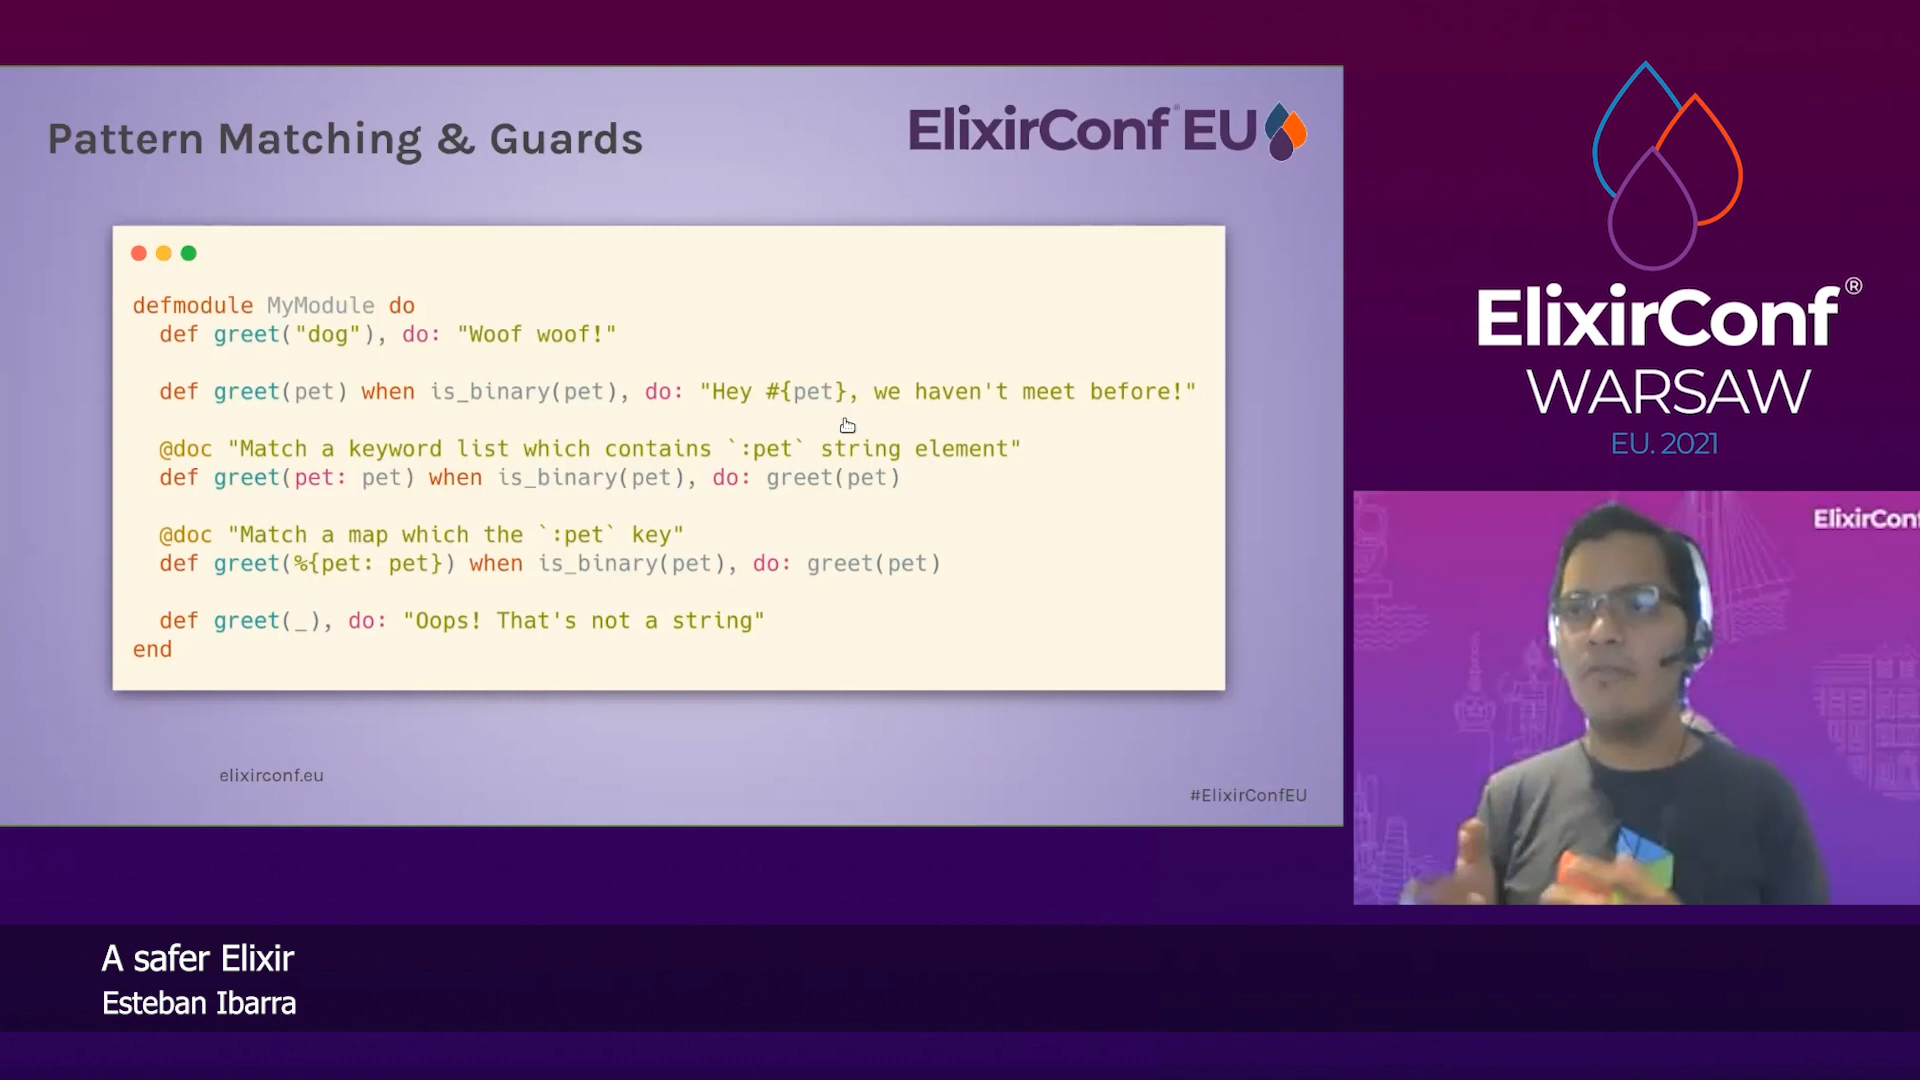 Pattern Matching & Guards
ElixirConf® EU
defmodule MyModule do
  def greet("dog"), do: "Woof woof!"
  def greet(pet) when is_binary(pet), do: "Hey #{pet}, we haven't meet before!"
  @doc "Match a keyword list which contains `:pet` string element"
  def greet(pet: pet) when is_binary(pet), do: greet(pet)
  @doc "Match a map which the `:pet` key"
  def greet(%{pet: pet}) when is_binary(pet), do: greet(pet)
  def greet(_), do: "Oops! That's not a string"
end
elixirconf.eu
#ElixirConfEU
ElixirConf®
WARSAW
EU. 2021
ElixirConf
A safer Elixir
Esteban Ibarra